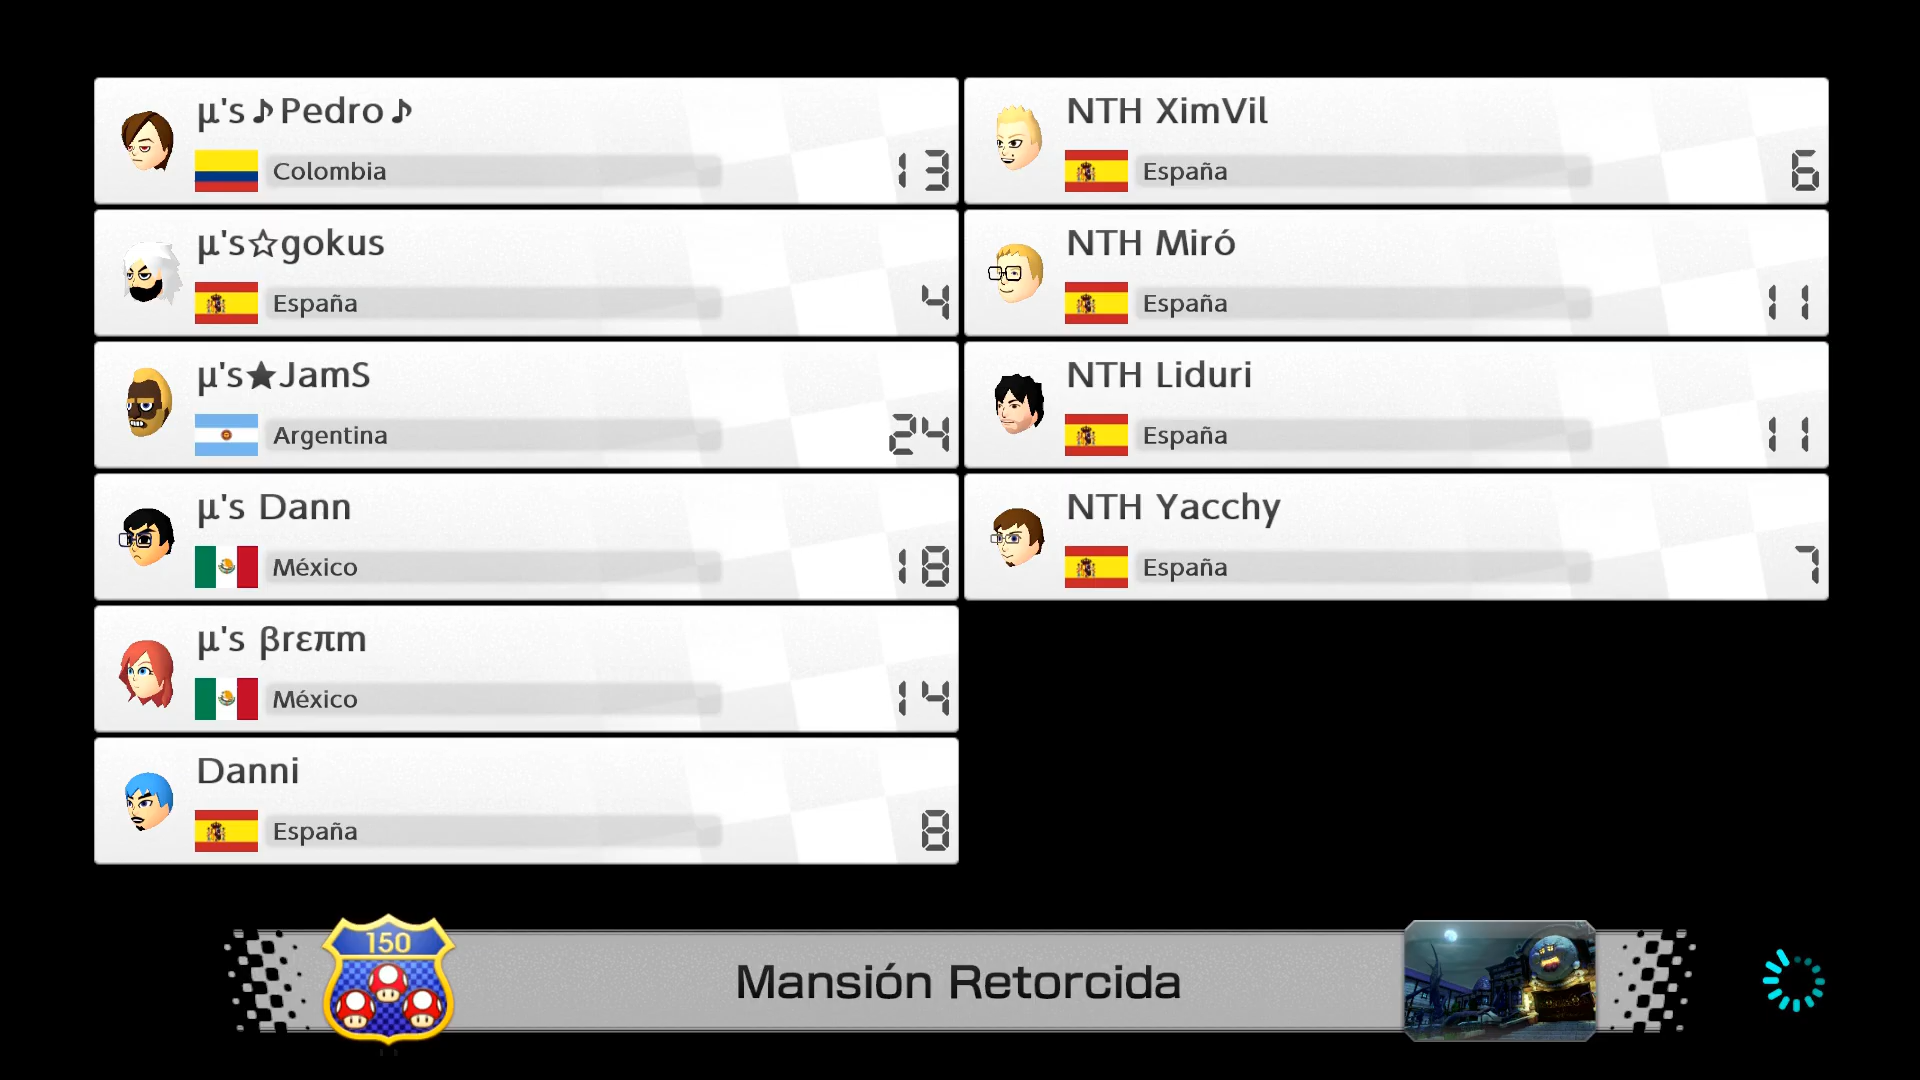 µ's♪Pedro♪
Colombia
13
µ's☆gokus
España
4
µ's★JamS
Argentina
24
µ's Dann
México
18
µ's βrεπm
México
14
Danni
España
8
NTH XimVil
España
6
NTH Miró
España
11
NTH Liduri
España
11
NTH Yacchy
España
7
150
Mansión Retorcida